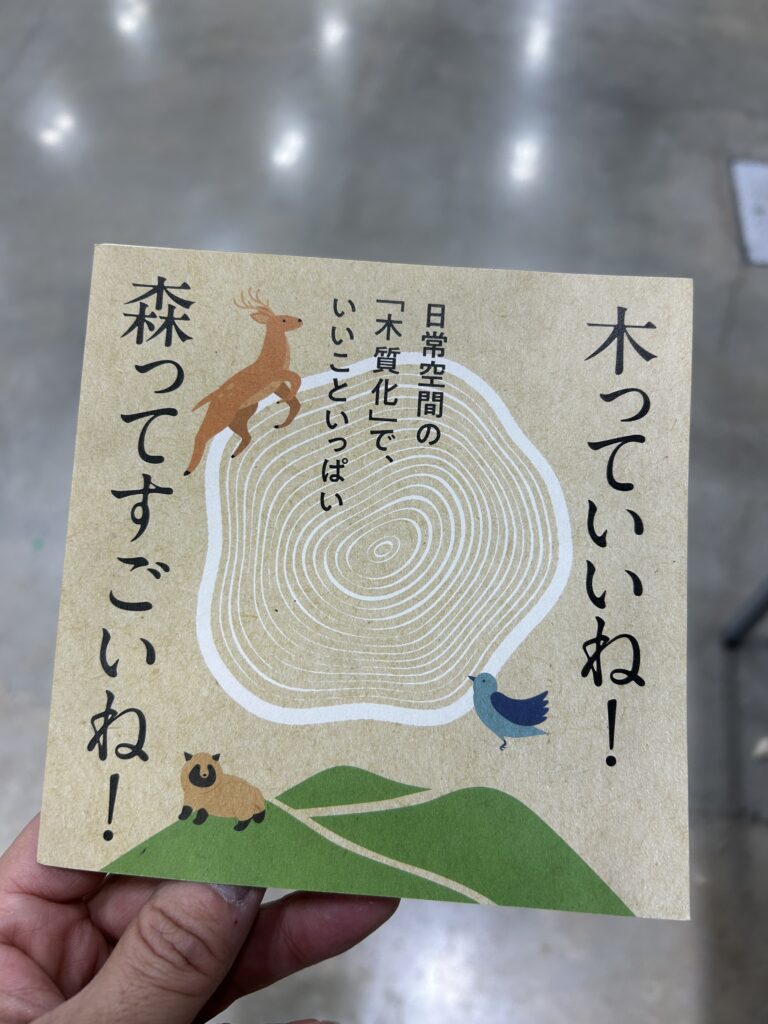 木っていいね！
日常空間の
「木質化」で、
いいこといっぱい
森ってすごいね！